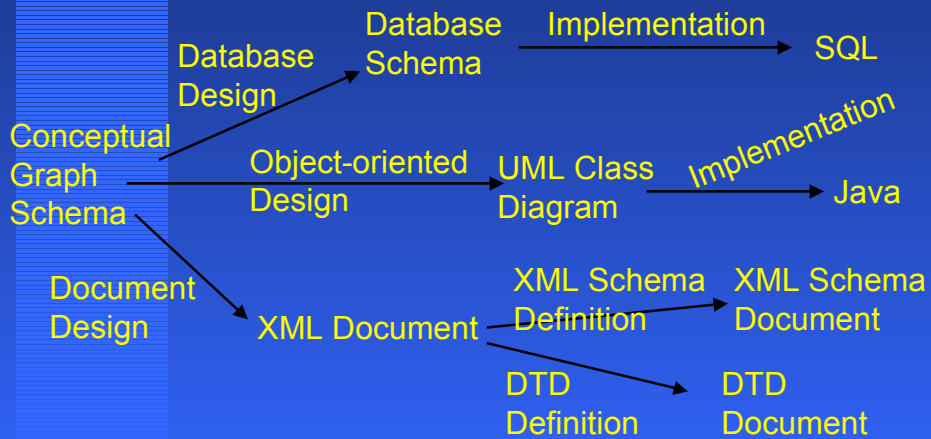 Database
Schema
Implementation
SQL
Database
Design
Conceptual
Graph
Schema
Object-oriented
Design
UML Class
Diagram
Implementation
Java
Document
Design
XML Document
XML Schema
Definition
XML Schema
Document
DTD
Definition
DTD
Document